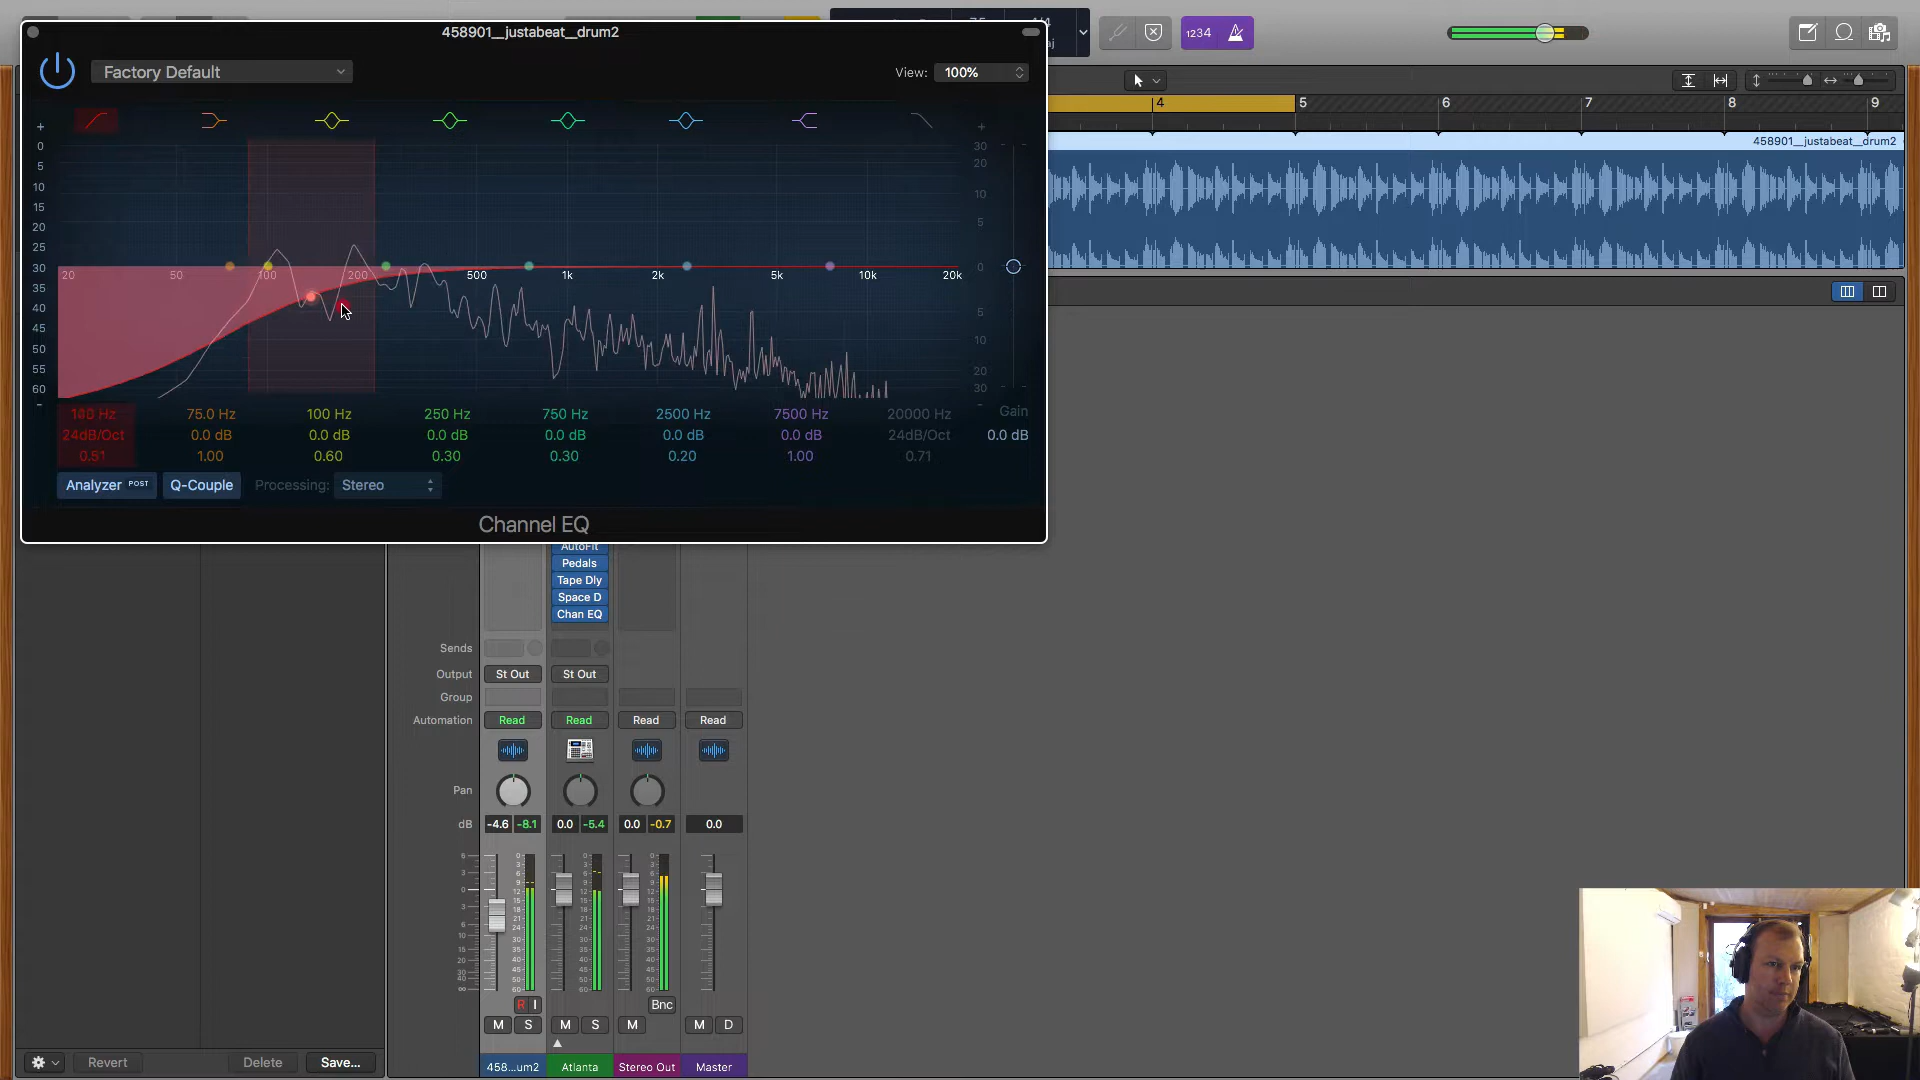 458901__justabeat__drum2
1234
Factory Default
View: 100%
4 5 6 7 8 9
458901__justabeat__drum2
+ +
0 30
5 20
10 10
15
20 5
25
30 20 50 100 200 500 1k 2k 5k 10k 20k 0
35
40 5
45 10
50
55 20
60 30
- -
75.0 Hz 100 Hz 250 Hz 750 Hz 2500 Hz 7500 Hz 20000 Hz Gain
24dB/Oct 0.0 dB 0.0 dB 0.0 dB 0.0 dB 0.0 dB 0.0 dB 24dB/Oct 0.0 dB
0.51 1.00 0.60 0.30 0.30 0.20 1.00 0.71
Analyzer POST Q-Couple Processing: Stereo
Channel EQ
AutoFit
Pedals
Tape Dly
Space D
Chan EQ
Sends
Output St Out St Out
Group
Automation Read Read Read Read
Pan
dB -4.6 -8.1 0.0 -5.4 0.0 -0.7 0.0
R I Bnc
M S M S M M D
Revert Delete Save... 458...um2 Atlanta Stereo Out Master